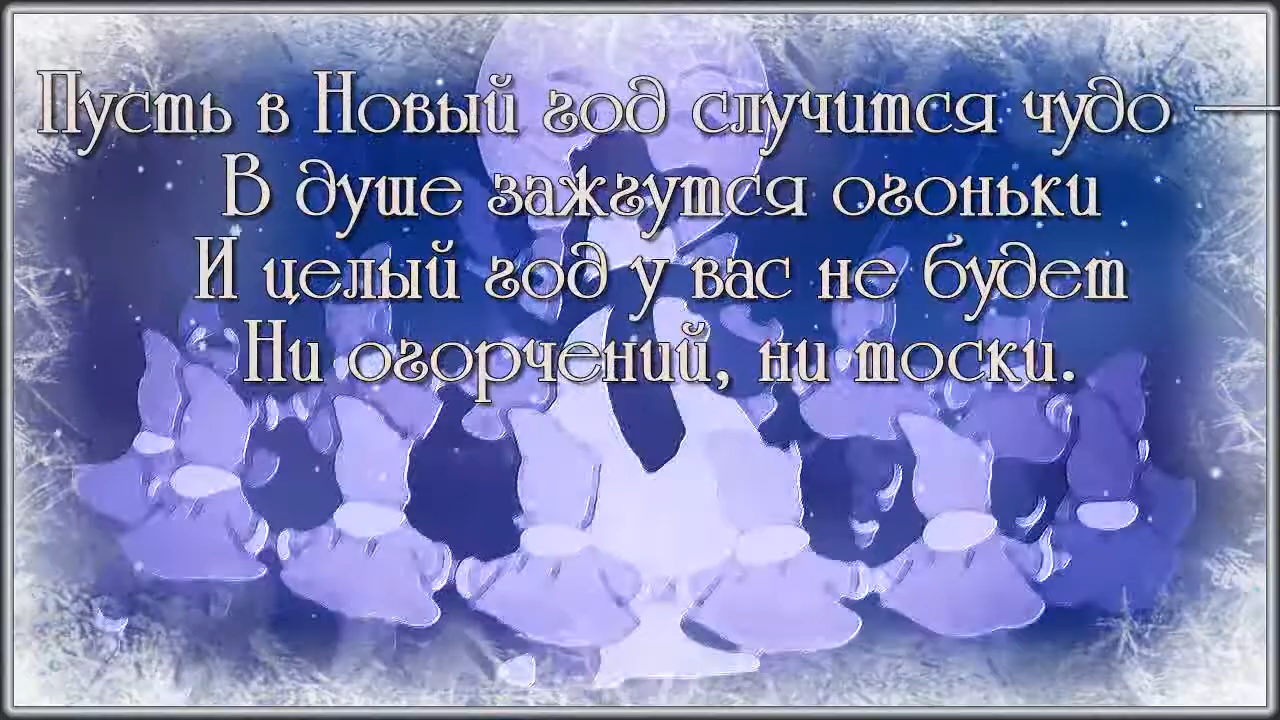 Пусть в Новый год случится чудо —
В душе зажгутся огоньки
И целый год у вас не будет
Ни огорчений, ни тоски.